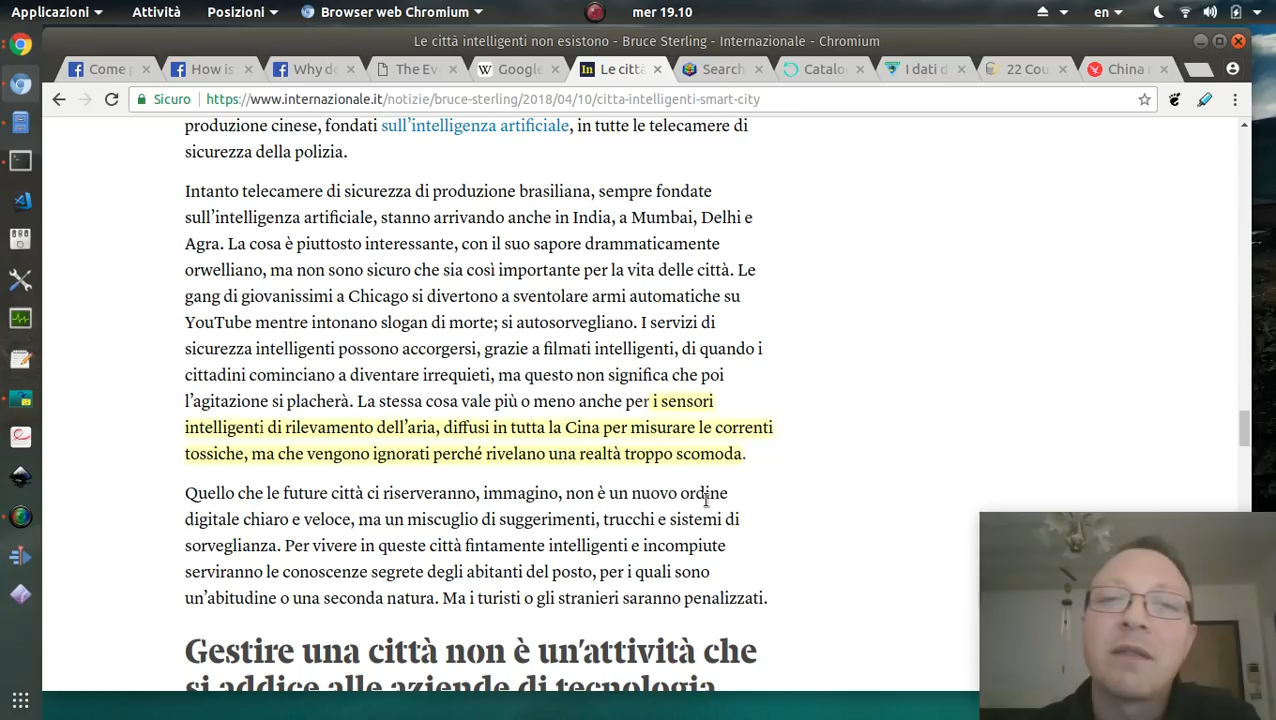 Applicazioni Attività Posizioni Browser web Chromium mer 19.10 en
Le città intelligenti non esistono - Bruce Sterling - Internazionale - Chromium
Come How is Why de The Ev W Google In Le citt Search Catalo I dati d 22 Cou China r
Sicuro https://www.internazionale.it/notizie/bruce-sterling/2018/04/10/citta-intelligenti-smart-city
produzione cinese, fondati sull'intelligenza artificiale, in tutte le telecamere di
sicurezza della polizia.
Intanto telecamere di sicurezza di produzione brasiliana, sempre fondate
sull'intelligenza artificiale, stanno arrivando anche in India, a Mumbai, Delhi e
Agra. La cosa è piuttosto interessante, con il suo sapore drammaticamente
orwelliano, ma non sono sicuro che sia così importante per la vita delle città. Le
gang di giovanissimi a Chicago si divertono a sventolare armi automatiche su
YouTube mentre intonano slogan di morte; si autosorvegliano. I servizi di
sicurezza intelligenti possono accorgersi, grazie a filmati intelligenti, di quando i
cittadini cominciano a diventare irrequieti, ma questo non significa che poi
l'agitazione si placherà. La stessa cosa vale più o meno anche per i sensori
intelligenti di rilevamento dell'aria, diffusi in tutta la Cina per misurare le correnti
tossiche, ma che vengono ignorati perché rivelano una realtà troppo scomoda.
Quello che le future città ci riserveranno, immagino, non è un nuovo ordine
digitale chiaro e veloce, ma un miscuglio di suggerimenti, trucchi e sistemi di
sorveglianza. Per vivere in queste città fintamente intelligenti e incompiute
serviranno le conoscenze segrete degli abitanti del posto, per i quali sono
un'abitudine o una seconda natura. Ma i turisti o gli stranieri saranno penalizzati.
Gestire una città non è un'attività che
si addice alle aziende di tecnologia